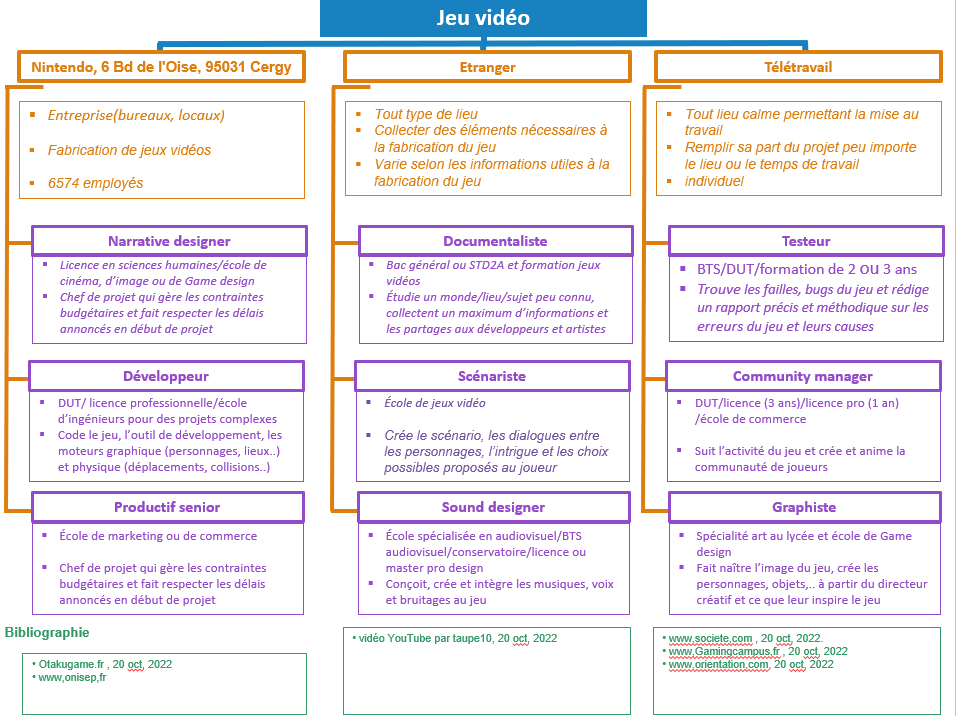 Jeu vidéo
Nintendo, 6 Bd de l'Oise, 95031 Cergy
▪ Entreprise(bureaux, locaux)
▪ Fabrication de jeux vidéos
▪ 6574 employés
Narrative designer
▪ Licence en sciences humaines/école de
cinéma, d'image ou de Game design
▪ Chef de projet qui gère les contraintes
budgétaires et fait respecter les délais
annoncés en début de projet
Développeur
▪ DUT/ licence professionnelle/école
d'ingénieurs pour des projets complexes
▪ Code le jeu, l'outil de développement, les
moteurs graphique (personnages, lieux..)
et physique (déplacements, collisions..)
Productif senior
▪ École de marketing ou de commerce
▪ Chef de projet qui gère les contraintes
budgétaires et fait respecter les délais
annoncés en début de projet
Etranger
▪ Tout type de lieu
▪ Collecter des éléments nécessaires à
la fabrication du jeu
▪ Varie selon les informations utiles à la
fabrication du jeu
Documentaliste
▪ Bac général ou STD2A et formation jeux
vidéos
▪ Étudie un monde/lieu/sujet peu connu,
collectent un maximum d'informations et
les partages aux développeurs et artistes
Scénariste
▪ École de jeux vidéo
▪ Crée le scénario, les dialogues entre
les personnages, l'intrigue et les choix
possibles proposés au joueur
Sound designer
▪ École spécialisée en audiovisuel/BTS
audiovisuel/conservatoire/licence ou
master pro design
▪ Conçoit, crée et intègre les musiques, voix
et bruitages au jeu
Télétravail
▪ Tout lieu calme permettant la mise au
travail
▪ Remplir sa part du projet peu importe
le lieu ou le temps de travail
▪ individuel
Testeur
▪ BTS/DUT/formation de 2 ou 3 ans
▪ Trouve les failles, bugs du jeu et rédige
un rapport précis et méthodique sur les
erreurs du jeu et leurs causes
Community manager
▪ DUT/licence (3 ans)/licence pro (1 an)
/école de commerce
▪ Suit l'activité du jeu et crée et anime la
communauté de joueurs
Graphiste
▪ Spécialité art au lycée et école de Game
design
▪ Fait naître l'image du jeu, crée les
personnages, objets,.. à partir du directeur
créatif et ce que leur inspire le jeu
Bibliographie
• Otakugame.fr , 20 oct, 2022
• www,onisep,fr
• vidéo YouTube par taupe10, 20 oct, 2022
• www,societe,com , 20 oct, 2022.
• www,Gamingcampus,fr , 20 oct, 2022
• www,orientation,com, 20 oct, 2022